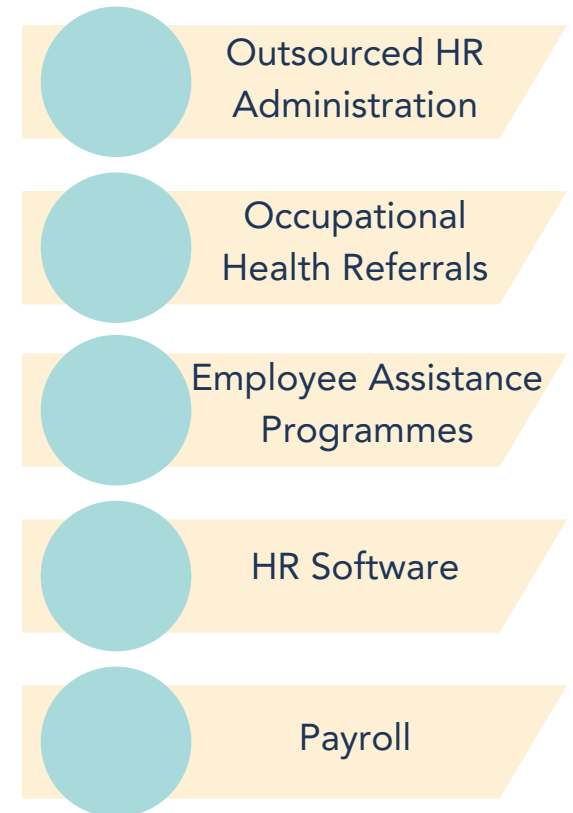 Outsourced HR
Administration
Occupational
Health Referrals
Employee Assistance
Programmes
HR Software
Payroll